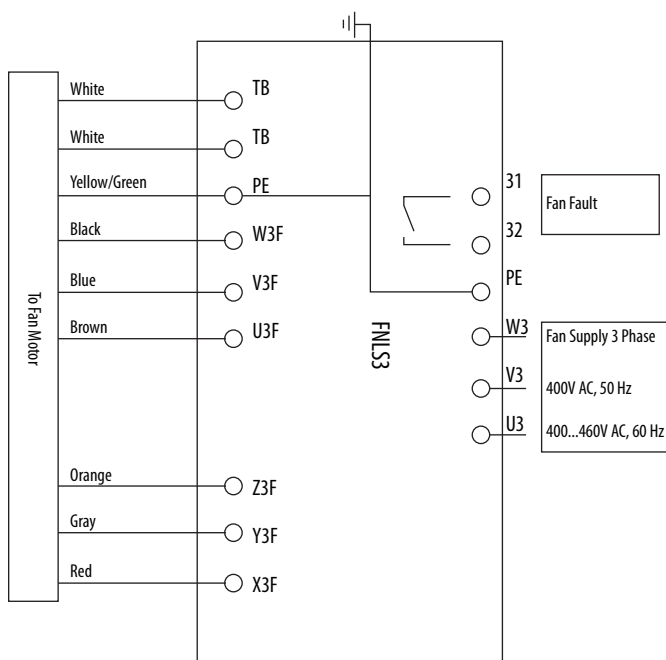 White
TB
White
TB
Yellow/Green
PE
Black
W3F
Blue
V3F
Brown
U3F
Orange
Z3F
Gray
Y3F
Red
X3F
To Fan Motor
FNLS3
31
32
Fan Fault
PE
W3
Fan Supply 3 Phase
V3
400V AC, 50 Hz
U3
400...460V AC, 60 Hz